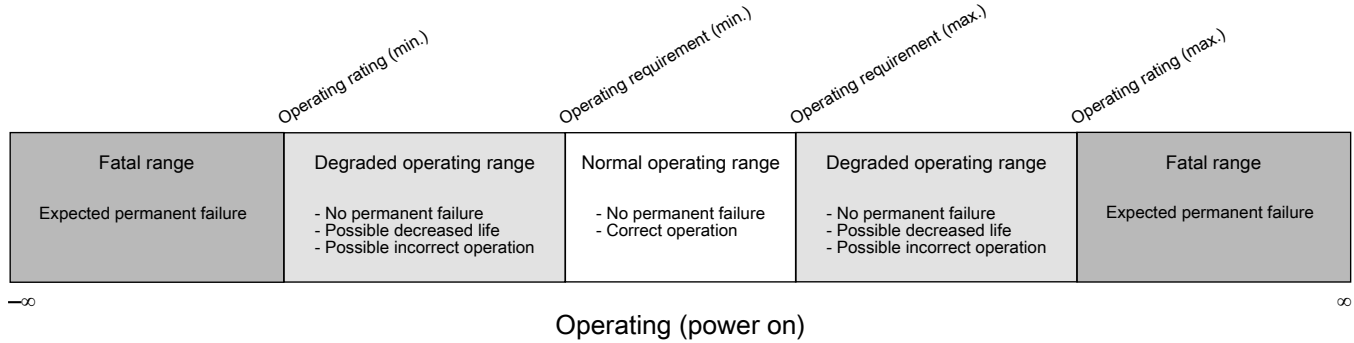 Operating rating (min.)
Operating requirement (min.)
Operating requirement (max.)
Operating rating (max.)
Fatal range
Expected permanent failure
Degraded operating range
- No permanent failure
- Possible decreased life
- Possible incorrect operation
Normal operating range
- No permanent failure
- Correct operation
Degraded operating range
- No permanent failure
- Possible decreased life
- Possible incorrect operation
Fatal range
Expected permanent failure
–∞
∞
Operating (power on)